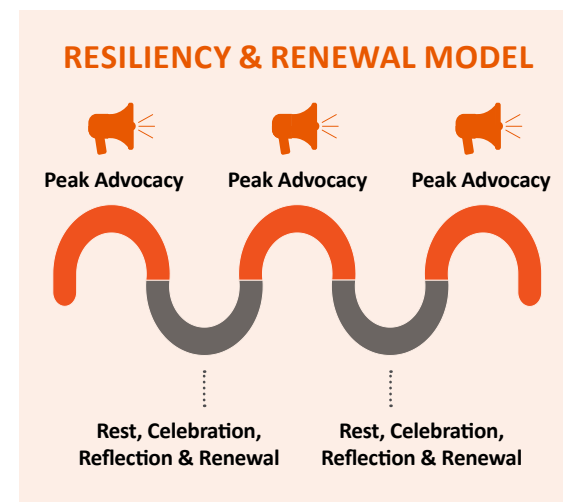 RESILIENCY & RENEWAL MODEL
Peak Advocacy
Peak Advocacy
Peak Advocacy
Rest, Celebration,
Reflection & Renewal
Rest, Celebration,
Reflection & Renewal